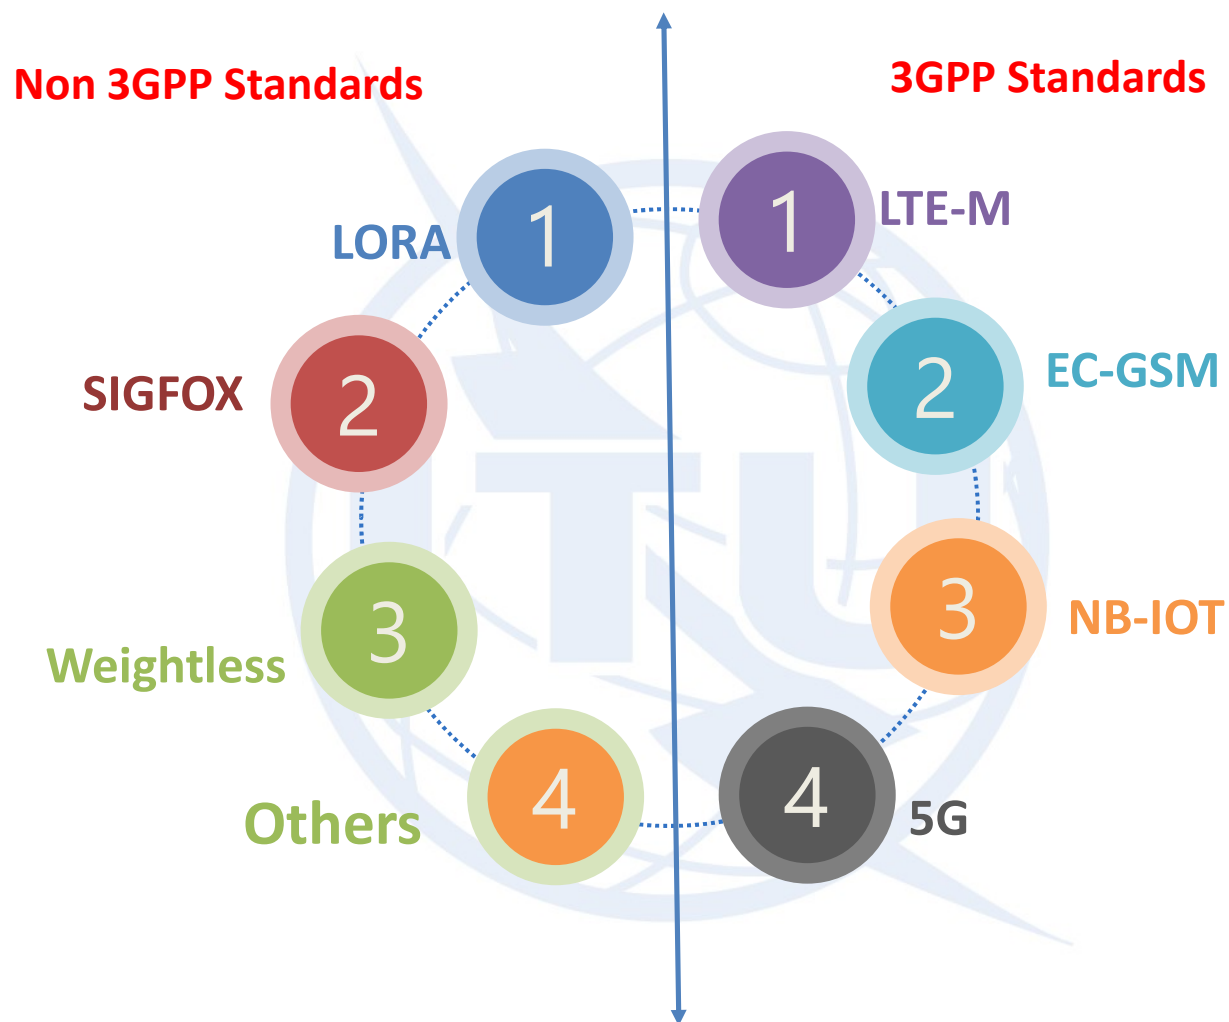 Non 3GPP Standards
3GPP Standards
1
LORA
2
SIGFOX
3
Weightless
4
Others
1
LTE-M
2
EC-GSM
3
NB-IOT
4
5G
ITU